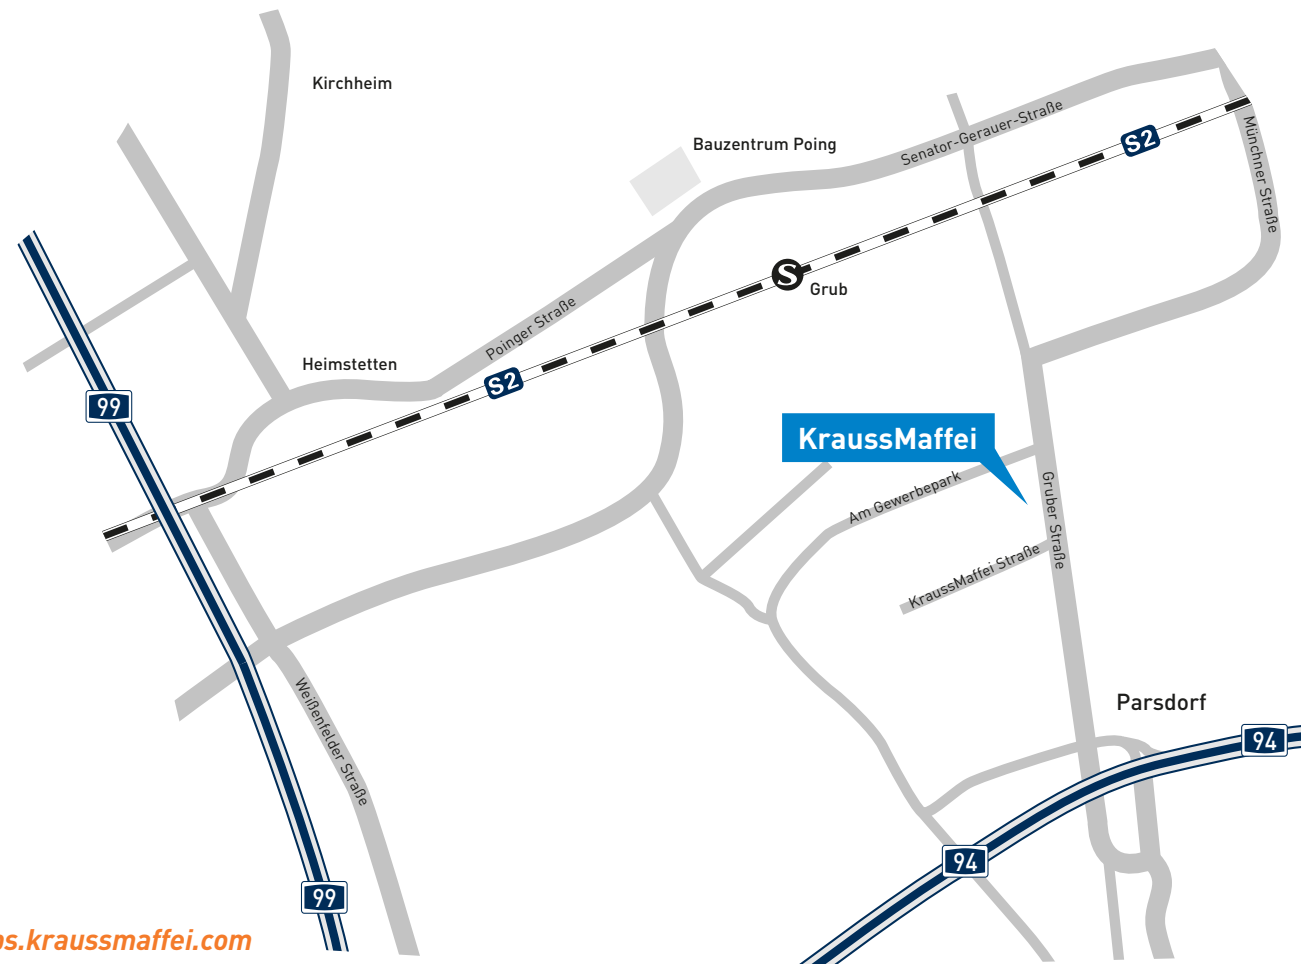 Kirchheim
Bauzentrum Poing
Senator-Gerauer-Straße
S2
Münchner Straße
S
Grub
Poinger Straße
Heimstetten
S2
99
KraussMaffei
Am Gewerbepark
Gruber Straße
KraussMaffei Straße
Weißenfelder Straße
Parsdorf
94
94
99
os.kraussmaffei.com